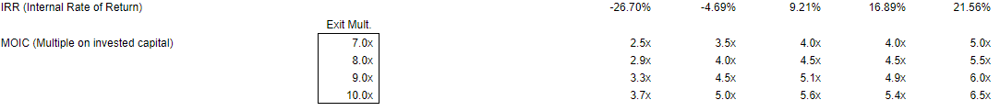 IRR (Internal Rate of Return) -26.70% -4.69% 9.21% 16.89% 21.56%
Exit Mult.
MOIC (Multiple on invested capital) 7.0x 2.5x 3.5x 4.0x 4.0x 5.0x
8.0x 2.9x 4.0x 4.5x 4.5x 5.5x
9.0x 3.3x 4.5x 5.1x 4.9x 6.0x
10.0x 3.7x 5.0x 5.6x 5.4x 6.5x